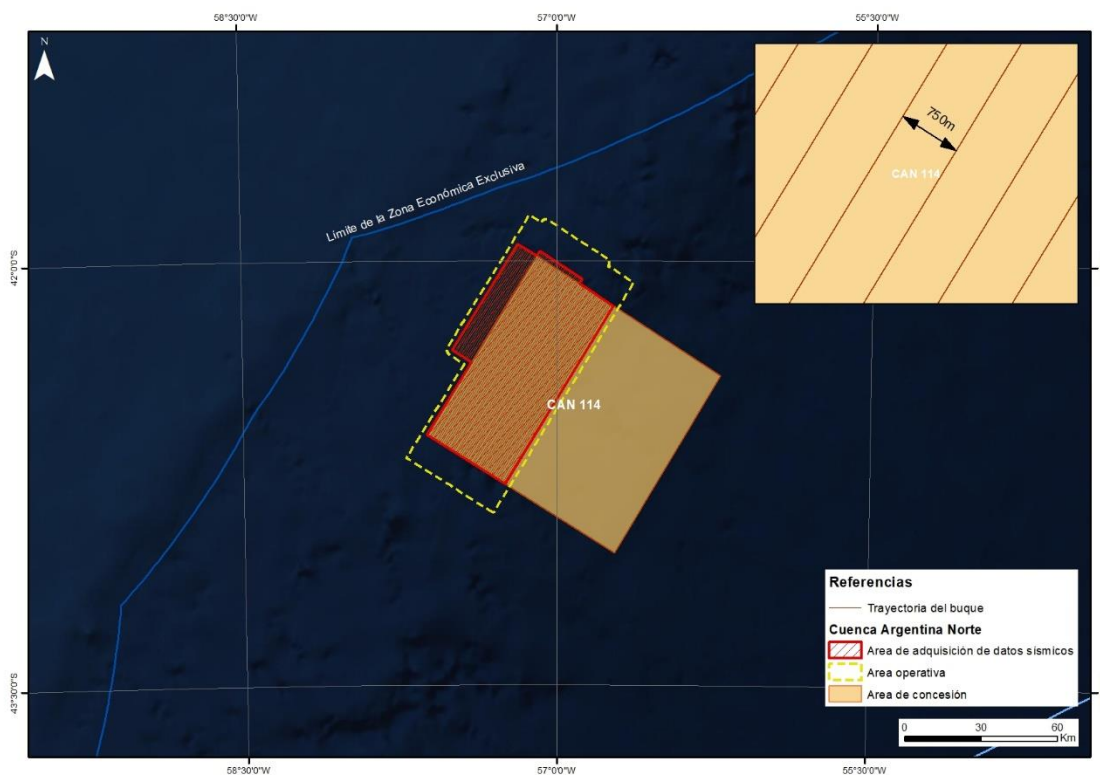 58°30'0"W
57°0'0"W
55°30'0"W
N
750m
CAN 114
Límite de la Zona Económica Exclusiva
42°0'0"S
CAN 114
Referencias
Trayectoria del buque
Cuenca Argentina Norte
Area de adquisición de datos sísmicos
Area operativa
Area de concesión
43°30'0"S
0 30 60
Km
58°30'0"W
57°0'0"W
55°30'0"W